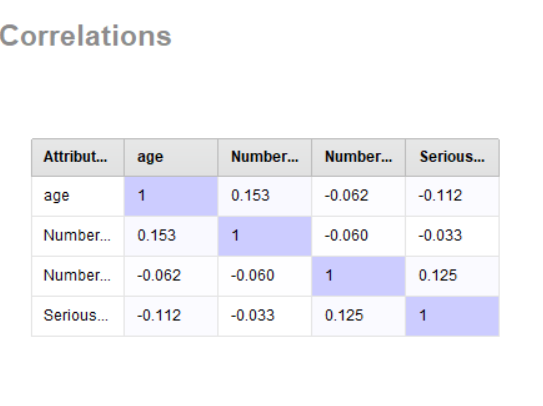 Correlations
Attribut... age Number... Number... Serious...
age 1 0.153 -0.062 -0.112
Number... 0.153 1 -0.060 -0.033
Number... -0.062 -0.060 1 0.125
Serious... -0.112 -0.033 0.125 1